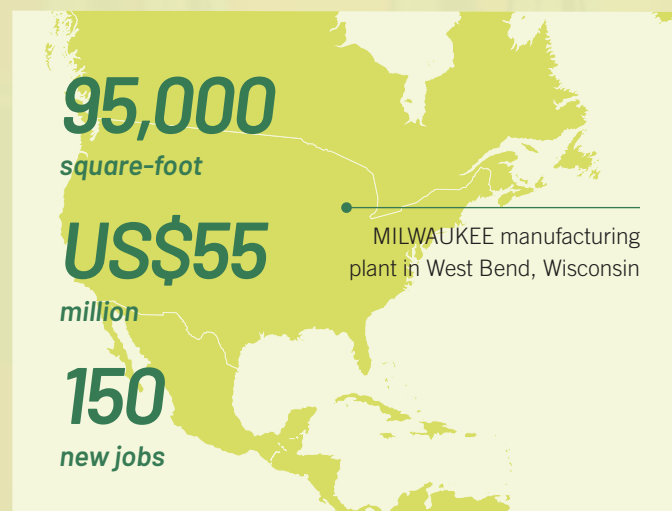 95,000
square-foot
US$55
million
150
new jobs
MILWAUKEE manufacturing
plant in West Bend, Wisconsin